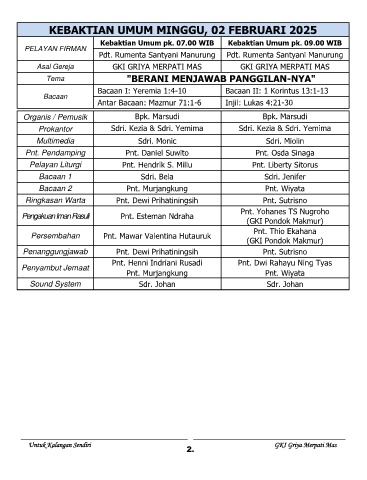 KEBAKTIAN UMUM MINGGU, 02 FEBRUARI 2025
PELAYAN FIRMAN
Kebaktian Umum pk. 07.00 WIB Kebaktian Umum pk. 09.00 WIB
Pdt. Rumenta Santyani Manurung Pdt. Rumenta Santyani Manurung
Asal Gereja GKI GRIYA MERPATI MAS GKI GRIYA MERPATI MAS
Tema "BERANI MENJAWAB PANGGILAN-NYA"
Bacaan
Bacaan I: Yeremia 1:4-10 Bacaan II: 1 Korintus 13:1-13
Antar Bacaan: Mazmur 71:1-6 Injil: Lukas 4:21-30
Organis / Pemusik Bpk. Marsudi Bpk. Marsudi
Prokantor Sdri. Kezia & Sdri. Yemima Sdri. Kezia & Sdri. Yemima
Multimedia Sdri. Monic Sdri. Miolin
Pnt. Pendamping Pnt. Daniel Suwito Pnt. Osda Sinaga
Pelayan Liturgi Pnt. Hendrik S. Millu Pnt. Liberty Sitorus
Bacaan 1 Sdri. Bela Sdri. Jenifer
Bacaan 2 Pnt. Murjangkung Pnt. Wiyata
Ringkasan Warta Pnt. Dewi Prihatiningsih Pnt. Sutrisno
Pengakuan Iman Rasuli Pnt. Esteman Ndraha Pnt. Yohanes TS Nugroho
(GKI Pondok Makmur)
Persembahan Pnt. Mawar Valentina Hutauruk Pnt. Thio Ekahana
(GKI Pondok Makmur)
Penanggungjawab Pnt. Dewi Prihatiningsih Pnt. Sutrisno
Penyambut Jemaat
Pnt. Henni Indriani Rusadi Pnt. Dwi Rahayu Ning Tyas
Pnt. Murjangkung Pnt. Wiyata
Sound System Sdr. Johan Sdr. Johan
Untuk Kalangan Sendiri GKI Griya Merpati Mas
2.